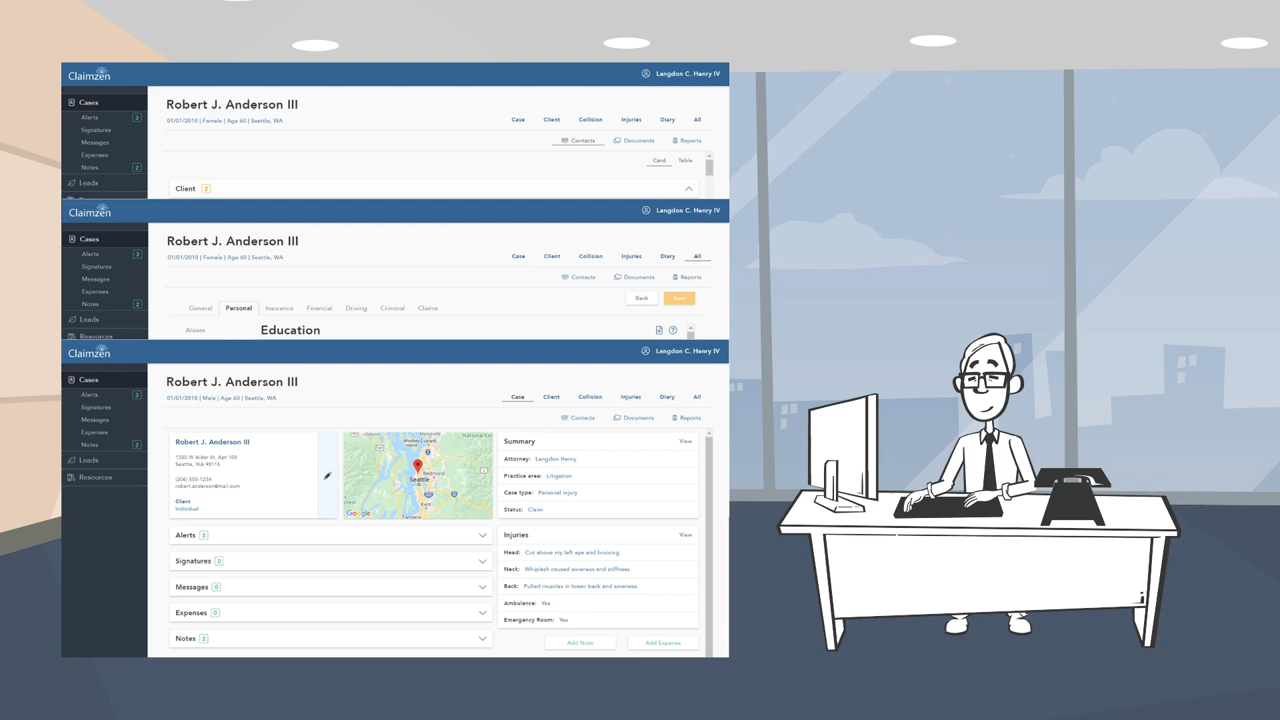 Claimzen
Langdon C. Henry IV
Cases
Alerts 3
Signatures
Messages
Expenses
Notes 2
Leads
Robert J. Anderson III
01/01/2018 | Female | Age 60 | Seattle, WA
Case Client Collision Injuries Diary All
Contacts Documents Reports
Card Table
Client 2
Claimzen
Langdon C. Henry IV
Cases
Alerts 3
Signatures
Messages
Expenses
Notes 2
Leads
Resources
Robert J. Anderson III
01/01/2018 | Female | Age 60 | Seattle, WA
Case Client Collision Injuries Diary All
Contacts Documents Reports
Back Save
General Personal Insurance Financial Driving Criminal Claims
Aliases Education
Claimzen
Langdon C. Henry IV
Cases
Alerts 3
Signatures
Messages
Expenses
Notes 2
Leads
Resources
Robert J. Anderson III
01/01/2018 | Male | Age 60 | Seattle, WA
Case Client Collision Injuries Diary All
Contacts Documents Reports
Robert J. Anderson III
1350 W Alder St, Apt 100
Seattle, WA 98115
(206) 555-1234
robert.anderson@mail.com
Client
Individual
Redmond
Seattle
Kent
Google
Summary View
Attorney: Langdon Henry
Practice area: Litigation
Case type: Personal injury
Status: Claim
Alerts 3
Signatures 0
Messages 0
Expenses 0
Notes 2
Injuries View
Head: Cut above my left eye and bruising.
Neck: Whiplash caused soreness and stiffness.
Back: Pulled muscles in lower back and soreness.
Ambulance: Yes
Emergency Room: Yes
Add Note Add Expense